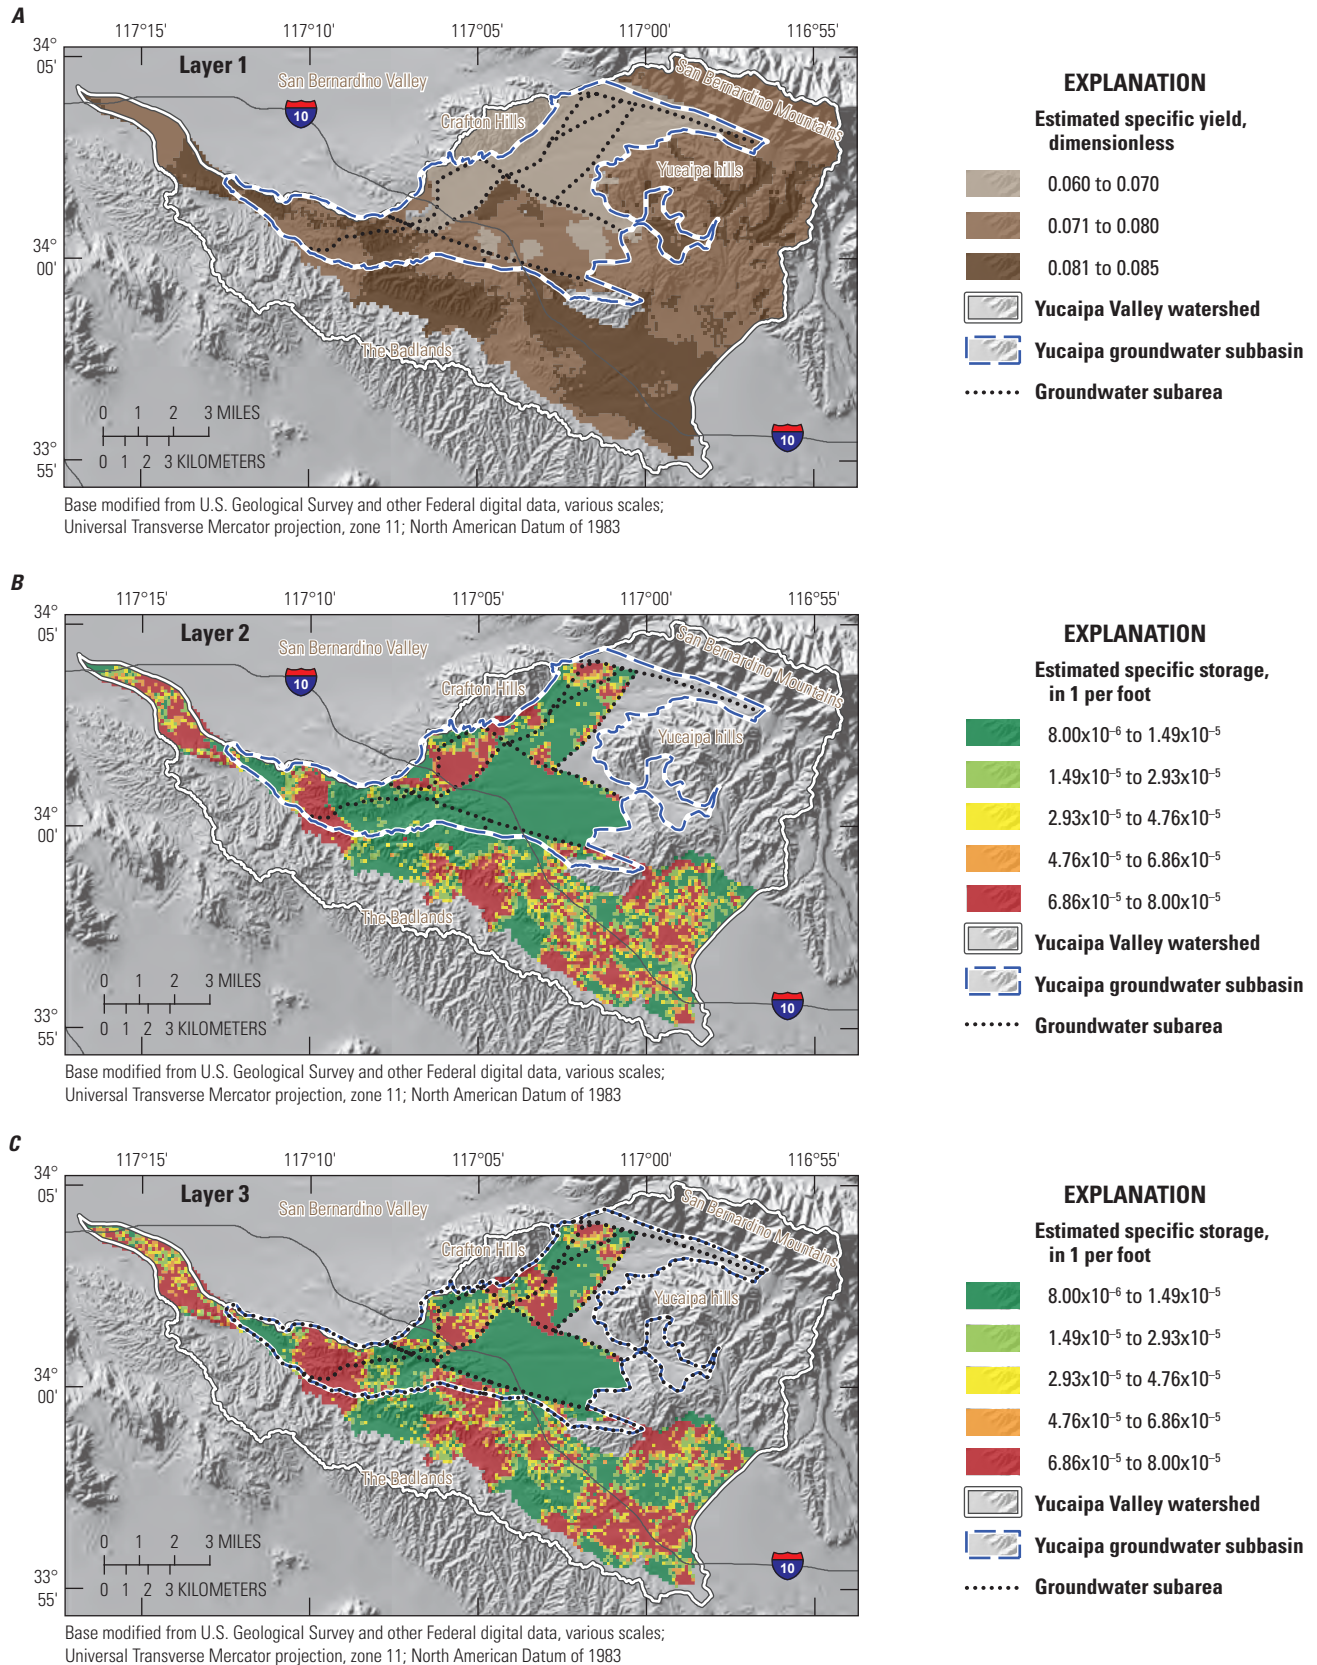 A
117°15' 117°10' 117°05' 117°00' 116°55'
34°
05'
Layer 1
San Bernardino Valley
San Bernardino Mountains
10
Crafton Hills
Yucaipa hills
34°
00'
The Badlands
0 1 2 3 MILES
0 1 2 3 KILOMETERS
10
33°
55'
Base modified from U.S. Geological Survey and other Federal digital data, various scales;
Universal Transverse Mercator projection, zone 11; North American Datum of 1983
EXPLANATION
Estimated specific yield,
dimensionless
0.060 to 0.070
0.071 to 0.080
0.081 to 0.085
Yucaipa Valley watershed
Yucaipa groundwater subbasin
Groundwater subarea
B
117°15' 117°10' 117°05' 117°00' 116°55'
34°
05'
Layer 2
San Bernardino Valley
San Bernardino Mountains
10
Crafton Hills
Yucaipa hills
34°
00'
The Badlands
0 1 2 3 MILES
0 1 2 3 KILOMETERS
10
33°
55'
Base modified from U.S. Geological Survey and other Federal digital data, various scales;
Universal Transverse Mercator projection, zone 11; North American Datum of 1983
EXPLANATION
Estimated specific storage,
in 1 per foot
8.00x10⁻⁶ to 1.49x10⁻⁵
1.49x10⁻⁵ to 2.93x10⁻⁵
2.93x10⁻⁵ to 4.76x10⁻⁵
4.76x10⁻⁵ to 6.86x10⁻⁵
6.86x10⁻⁵ to 8.00x10⁻⁵
Yucaipa Valley watershed
Yucaipa groundwater subbasin
Groundwater subarea
C
117°15' 117°10' 117°05' 117°00' 116°55'
34°
05'
Layer 3
San Bernardino Valley
San Bernardino Mountains
Crafton Hills
Yucaipa hills
34°
00'
The Badlands
0 1 2 3 MILES
0 1 2 3 KILOMETERS
10
33°
55'
Base modified from U.S. Geological Survey and other Federal digital data, various scales;
Universal Transverse Mercator projection, zone 11; North American Datum of 1983
EXPLANATION
Estimated specific storage,
in 1 per foot
8.00x10⁻⁶ to 1.49x10⁻⁵
1.49x10⁻⁵ to 2.93x10⁻⁵
2.93x10⁻⁵ to 4.76x10⁻⁵
4.76x10⁻⁵ to 6.86x10⁻⁵
6.86x10⁻⁵ to 8.00x10⁻⁵
Yucaipa Valley watershed
Yucaipa groundwater subbasin
Groundwater subarea